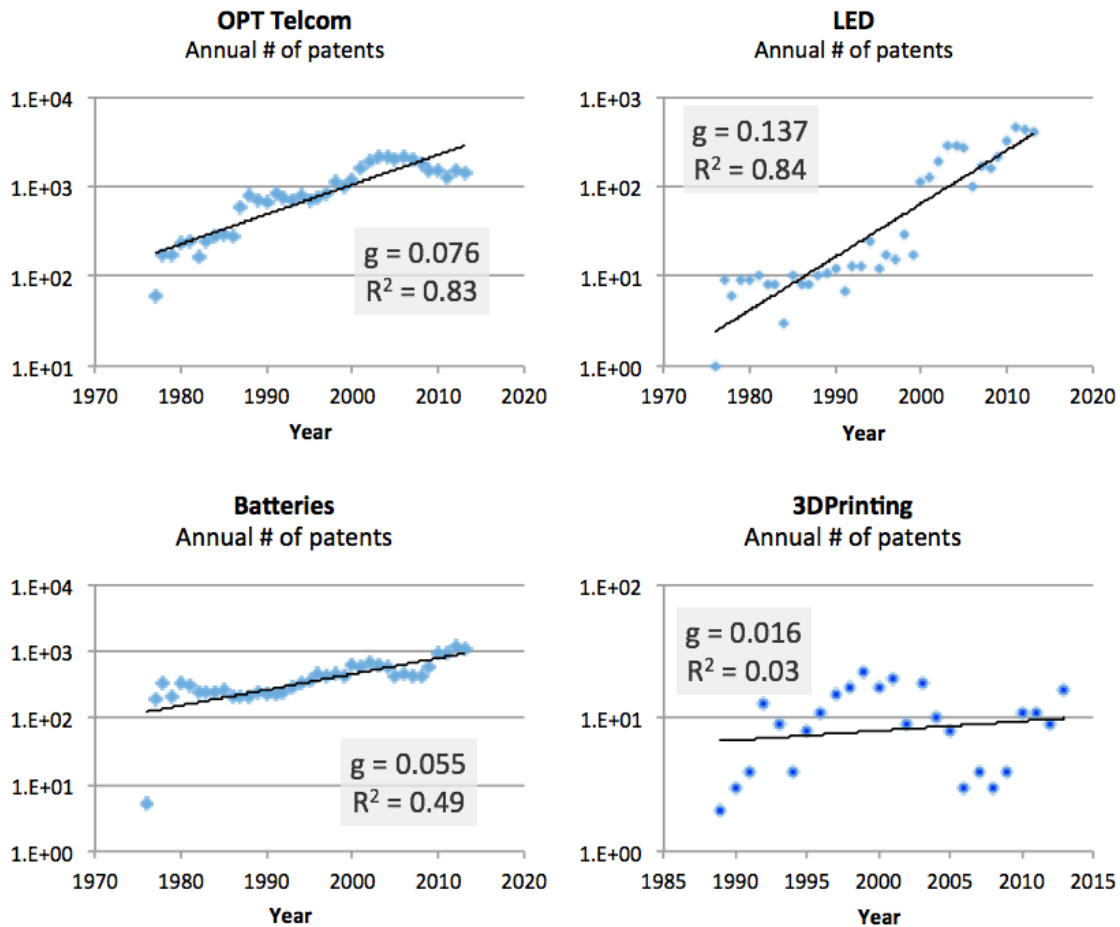 OPT Telcom
Annual # of patents
1.E+04
1.E+03
1.E+02
1.E+01
g = 0.076
R² = 0.83
1970 1980 1990 2000 2010 2020
Year
LED
Annual # of patents
1.E+03
1.E+02
1.E+01
1.E+00
g = 0.137
R² = 0.84
1970 1980 1990 2000 2010 2020
Year
Batteries
Annual # of patents
1.E+04
1.E+03
1.E+02
1.E+01
1.E+00
g = 0.055
R² = 0.49
1970 1980 1990 2000 2010 2020
Year
3DPrinting
Annual # of patents
1.E+02
1.E+01
1.E+00
g = 0.016
R² = 0.03
1985 1990 1995 2000 2005 2010 2015
Year